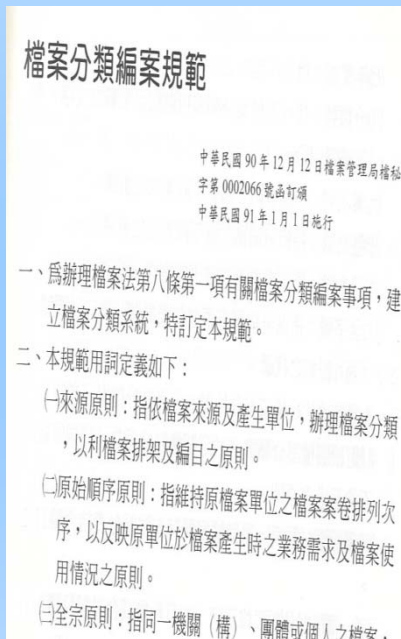 檔案分類編案規範
中華民國90年12月12日檔案管理局檔秘
字第0002066號函訂頒
中華民國91年1月1日施行
一、為辦理檔案法第八條第一項有關檔案分類編案事項，建
立檔案分類系統，特訂定本規範。
二、本規範用詞定義如下：
㈠來源原則：指依檔案來源及產生單位，辦理檔案分類
，以利檔案排架及編目之原則。
㈡原始順序原則：指維持原檔案單位之檔案案卷排列次
序，以反映原單位於檔案產生時之業務需求及檔案使
用情況之原則。
㈢全宗原則：指同一機關（構）、團體或個人之檔案，